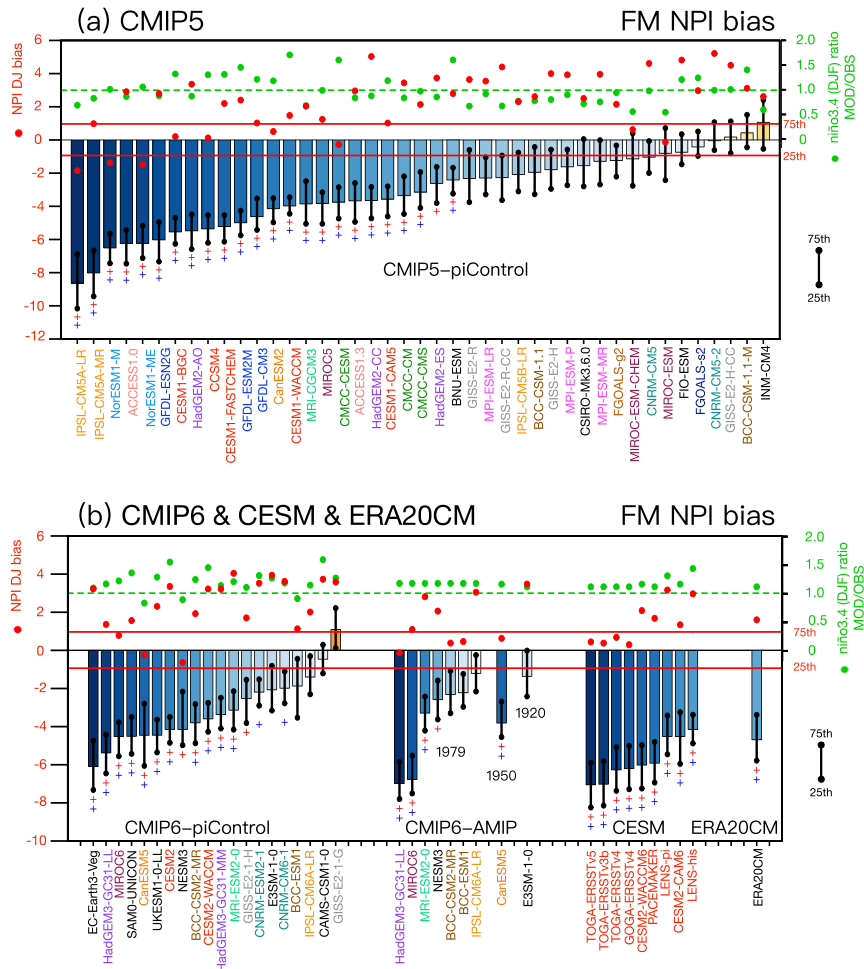 (a) CMIP5 FM NPI bias
NPI DJ bias
6
4
2
0
-2
-4
-6
-8
-10
-12
2.0
1.5
1.0
0.5
0
75th
25th
niño3.4 (DJF) ratio
MOD/OBS
75th
25th
CMIP5-piControl
IPSL-CM5A-LR
IPSL-CM5A-MR
NorESM1-M
ACCESS1.0
NorESM1-ME
GFDL-ESN2G
CESM1-BGC
HadGEM2-AO
CCSM4
CESM1-FASTCHEM
GFDL-ESM2M
GFDL-CM3
CanESM2
CESM1-WACCM
MRI-CGCM3
MIROC5
CMCC-CESM
ACCESS1.3
HadGEM2-CC
CESM1-CAM5
CMCC-CM
CMCC-CMS
HadGEM2-ES
BNU-ESM
GISS-E2-R
MPI-ESM-LR
GISS-E2-R-CC
IPSL-CM5B-LR
BCC-CSM-1.1
GISS-E2-H
MPI-ESM-P
CSIRO-Mk3.6.0
MPI-ESM-MR
FGOALS-g2
MIROC-ESM-CHEM
CNRM-CM5
MIROC-ESM
FIO-ESM
FGOALS-s2
CNRM-CM5-2
GISS-E2-H-CC
BCC-CSM-1.1-M
INM-CM4
(b) CMIP6 & CESM & ERA20CM FM NPI bias
NPI DJ bias
6
4
2
0
-2
-4
-6
-8
-10
2.0
1.5
1.0
0.5
0
75th
25th
niño3.4 (DJF) ratio
MOD/OBS
75th
25th
1979
1950
1920
CMIP6-piControl
CMIP6-AMIP
CESM
ERA20CM
EC-Earth3-Veg
HadGEM3-GC31-LL
MIROC6
SAM0-UNICON
CanESM5
UKESM1-0-LL
CESM2
NESM3
BCC-CSM2-MR
CESM2-WACCM
HadGEM3-GC31-MM
MRI-ESM2-0
GISS-E2-1-H
CNRM-ESM2-1
E3SM-1-0
CNRM-CM6-1
BCC-ESM1
IPSL-CM6A-LR
CAMS-CSM1-0
GISS-E2-1-G
HadGEM3-GC31-LL
MIROC6
MRI-ESM2-0
NESM3
BCC-CSM2-MR
BCC-ESM1
IPSL-CM6A-LR
CanESM5
E3SM-1-0
TOGA-ERSSTv5
TOGA-ERSSTv3b
TOGA-ERSSTv4
GOGA-ERSSTv4
CESM2-WACCM6
PACEMAKER
LENS-pi
CESM2-CAM6
LENS-his
ERA20CM